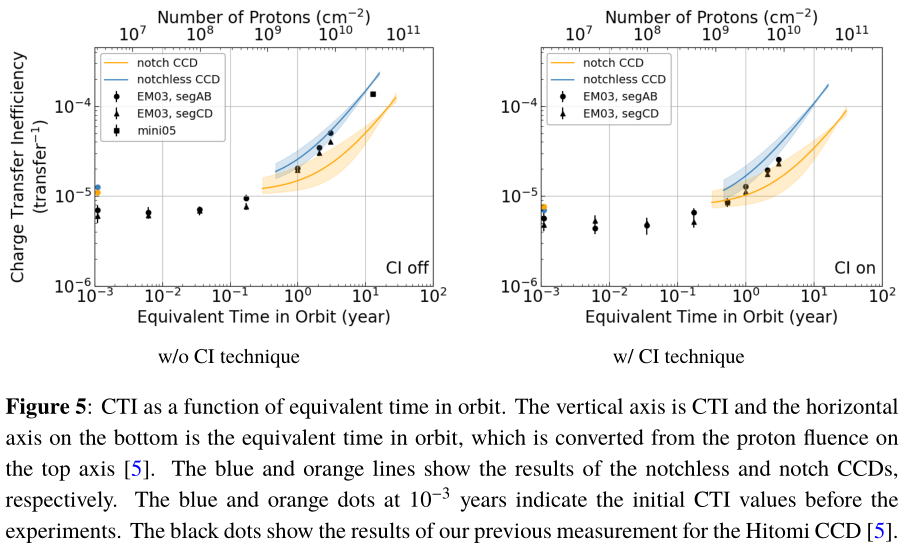 Number of Protons (cm⁻²)
10⁷ 10⁸ 10⁹ 10¹⁰ 10¹¹
Charge Transfer Inefficiency
(transfer⁻¹)
10⁻⁴
10⁻⁵
10⁻⁶
notch CCD
notchless CCD
EM03, segAB
EM03, segCD
mini05
CI off
10⁻³ 10⁻² 10⁻¹ 10⁰ 10¹ 10²
Equivalent Time in Orbit (year)
w/o CI technique
Number of Protons (cm⁻²)
10⁷ 10⁸ 10⁹ 10¹⁰ 10¹¹
10⁻⁴
10⁻⁵
10⁻⁶
notch CCD
notchless CCD
EM03, segAB
EM03, segCD
CI on
10⁻³ 10⁻² 10⁻¹ 10⁰ 10¹ 10²
Equivalent Time in Orbit (year)
w/ CI technique
Figure 5: CTI as a function of equivalent time in orbit. The vertical axis is CTI and the horizontal
axis on the bottom is the equivalent time in orbit, which is converted from the proton fluence on
the top axis [5]. The blue and orange lines show the results of the notchless and notch CCDs,
respectively. The blue and orange dots at 10⁻³ years indicate the initial CTI values before the
experiments. The black dots show the results of our previous measurement for the Hitomi CCD [5].